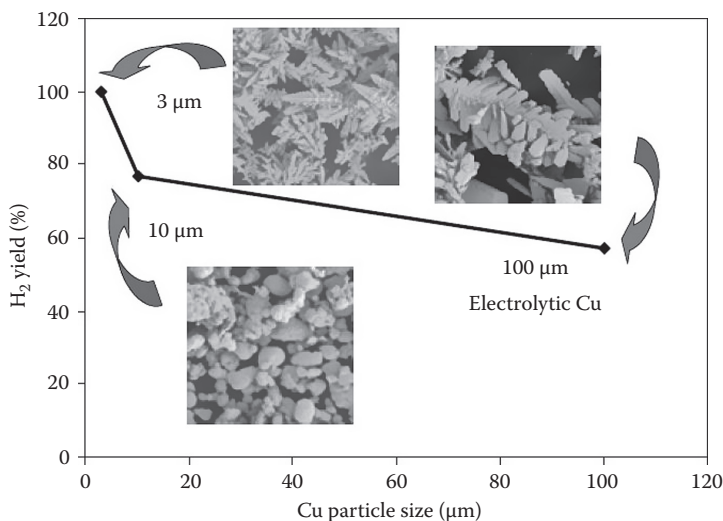 120
100
80
60
40
20
0
H₂ yield (%)
3 μm
10 μm
100 μm
Electrolytic Cu
0 20 40 60 80 100 120
Cu particle size (μm)